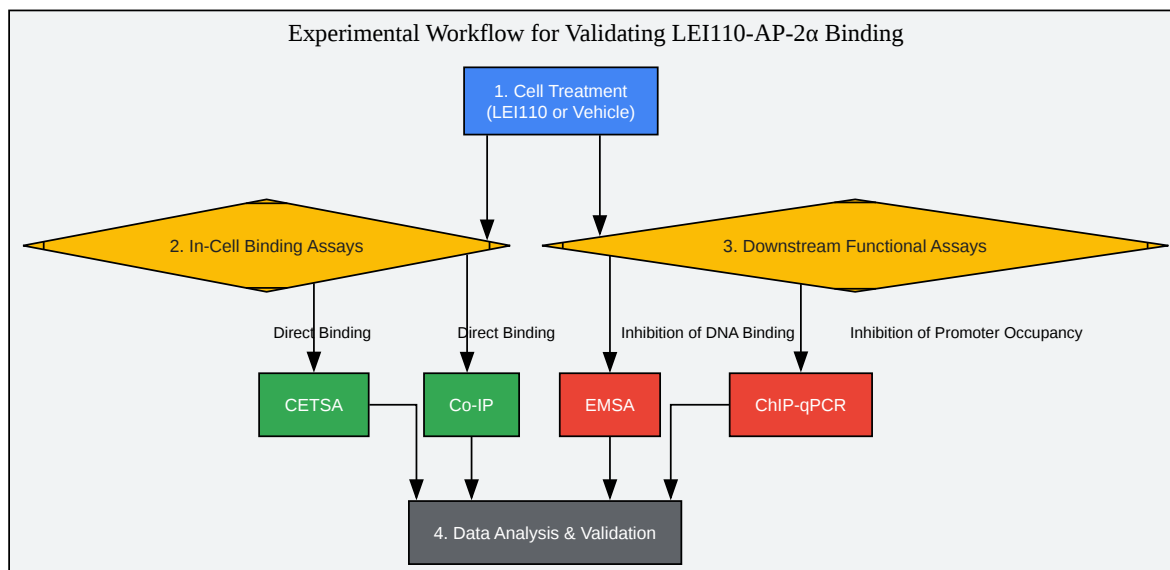 Experimental Workflow for Validating LEI110-AP-2α Binding
1. Cell Treatment
(LEI110 or Vehicle)
2. In-Cell Binding Assays
3. Downstream Functional Assays
Direct Binding
Direct Binding
Inhibition of DNA Binding
Inhibition of Promoter Occupancy
CETSA
Co-IP
EMSA
ChIP-qPCR
4. Data Analysis & Validation